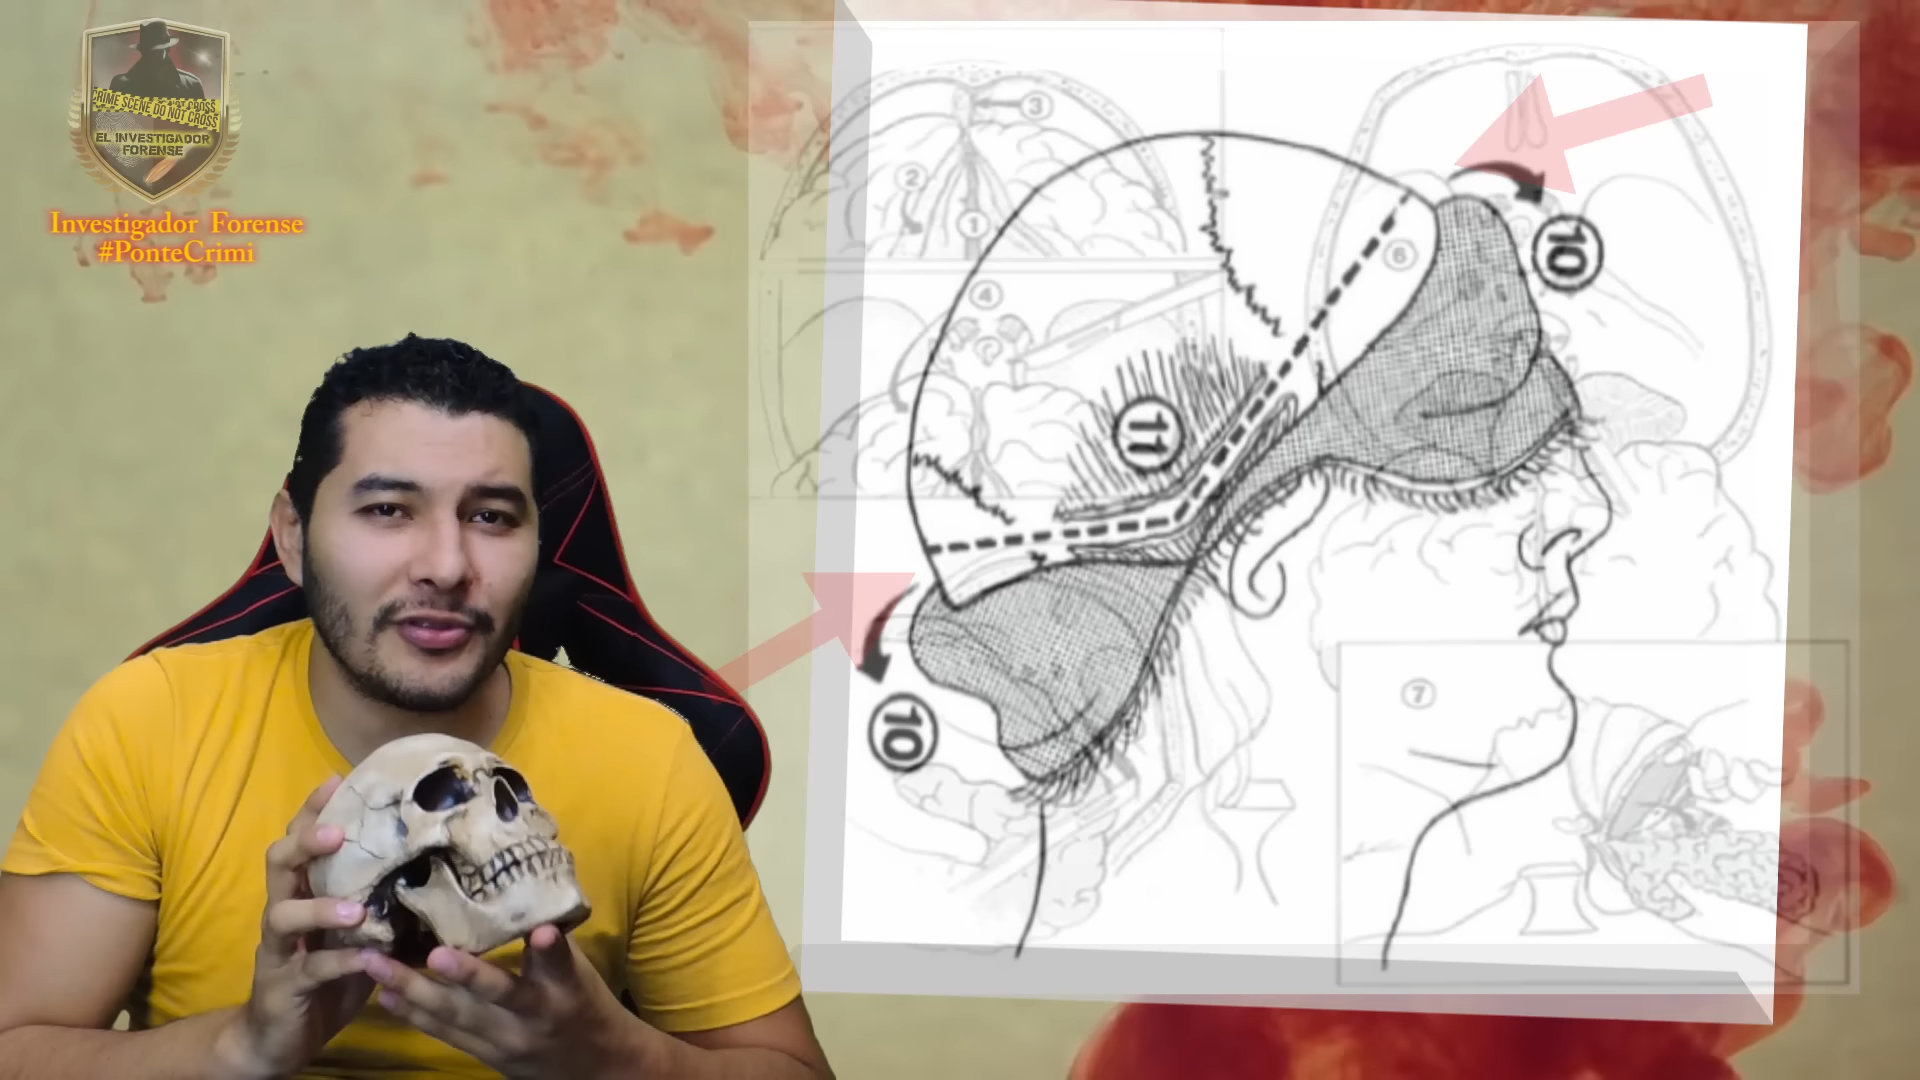 CRIME SCENE DO NOT CROSS
EL INVESTIGADOR
FORENSE
Investigador Forense
#PonteCrimi
3
2
1
4
6
10
11
10
7